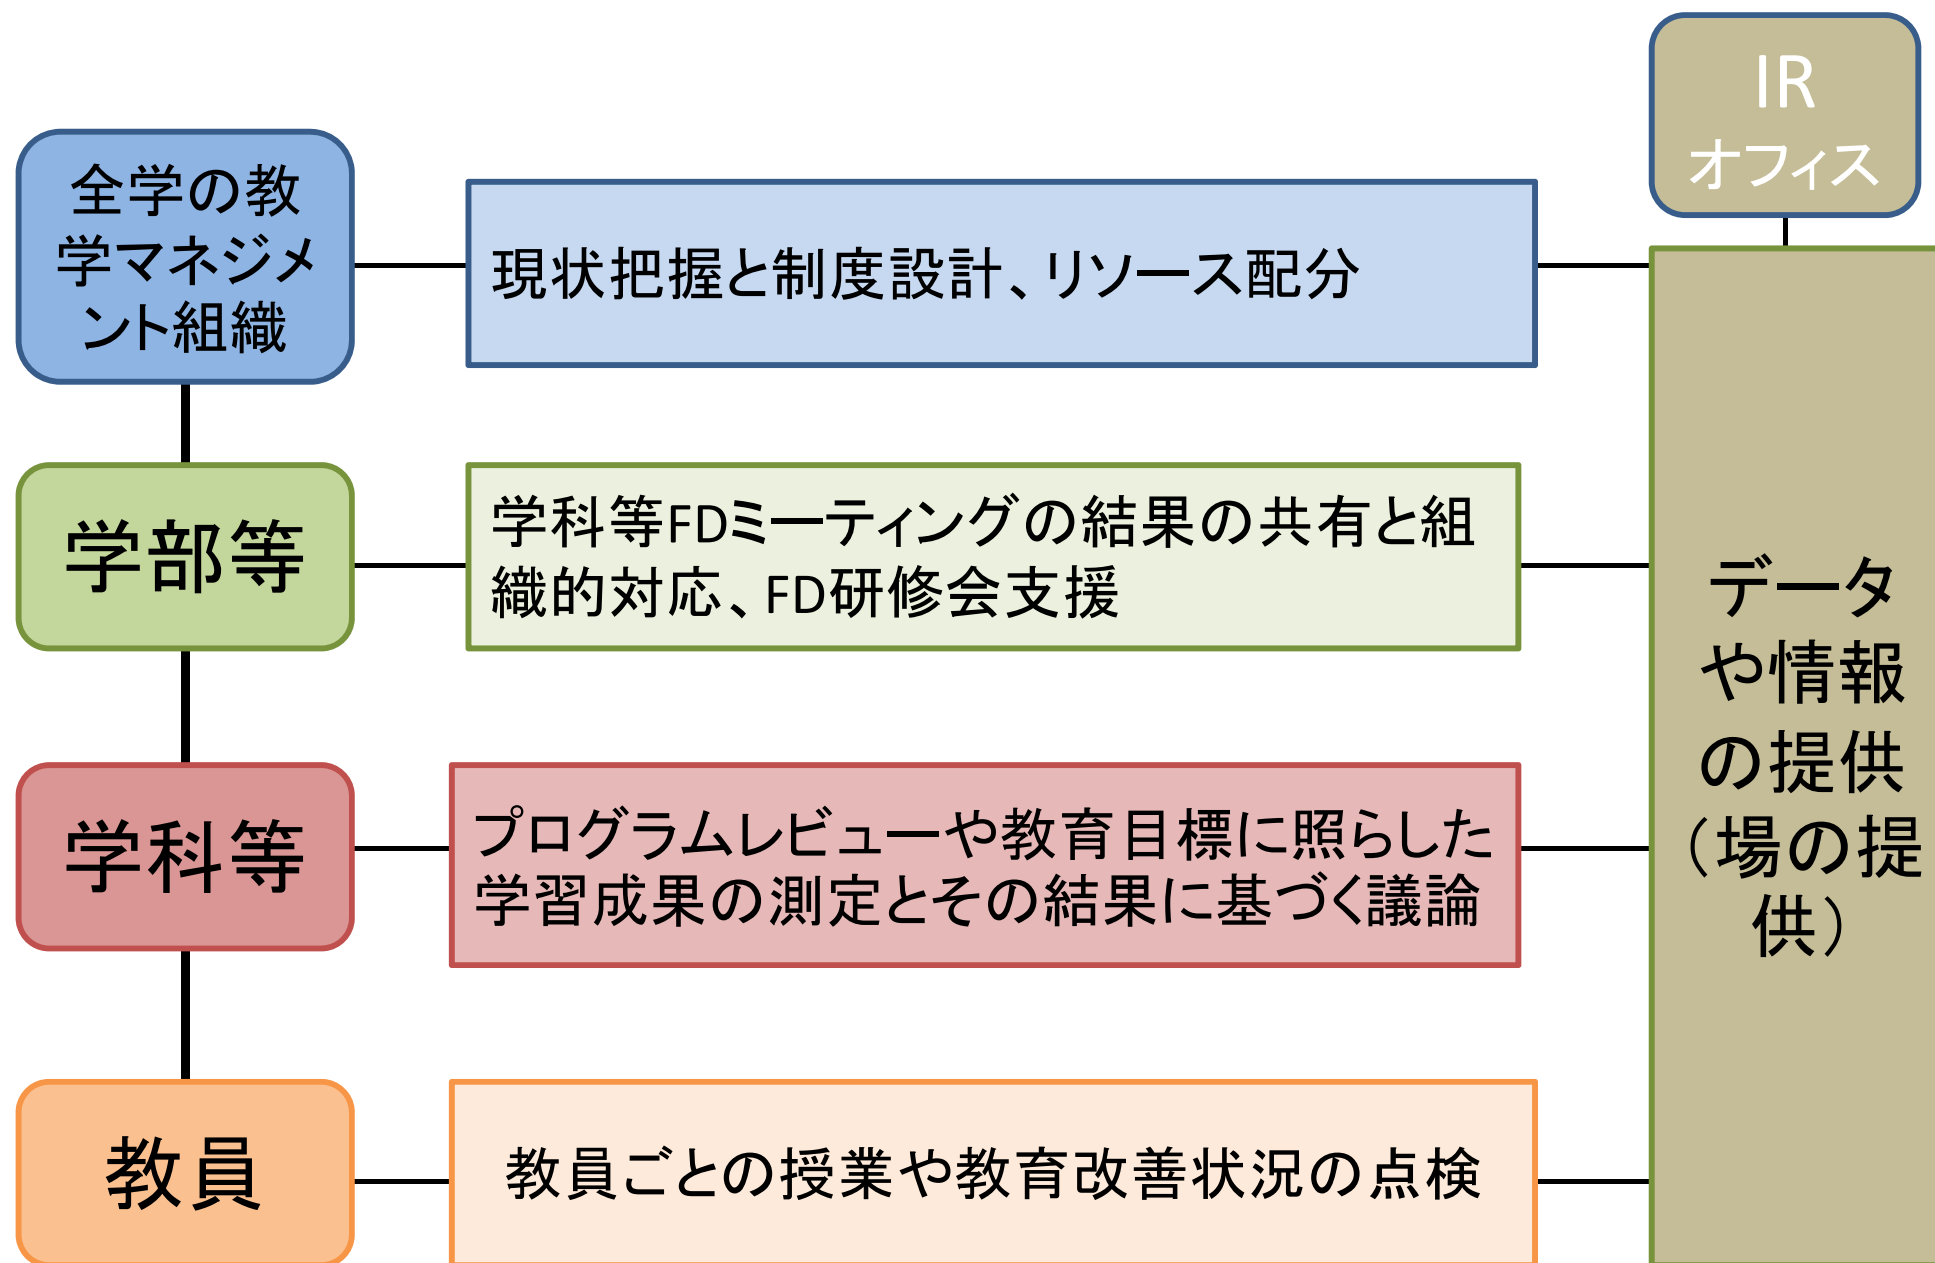 IR
オフィス
全学の教
学マネジメ
ント組織
現状把握と制度設計、リソース配分
学部等
学科等FDミーティングの結果の共有と組
織的対応、FD研修会支援
学科等
プログラムレビューや教育目標に照らした
学習成果の測定とその結果に基づく議論
教員
教員ごとの授業や教育改善状況の点検
データ
や情報
の提供
（場の提
供）